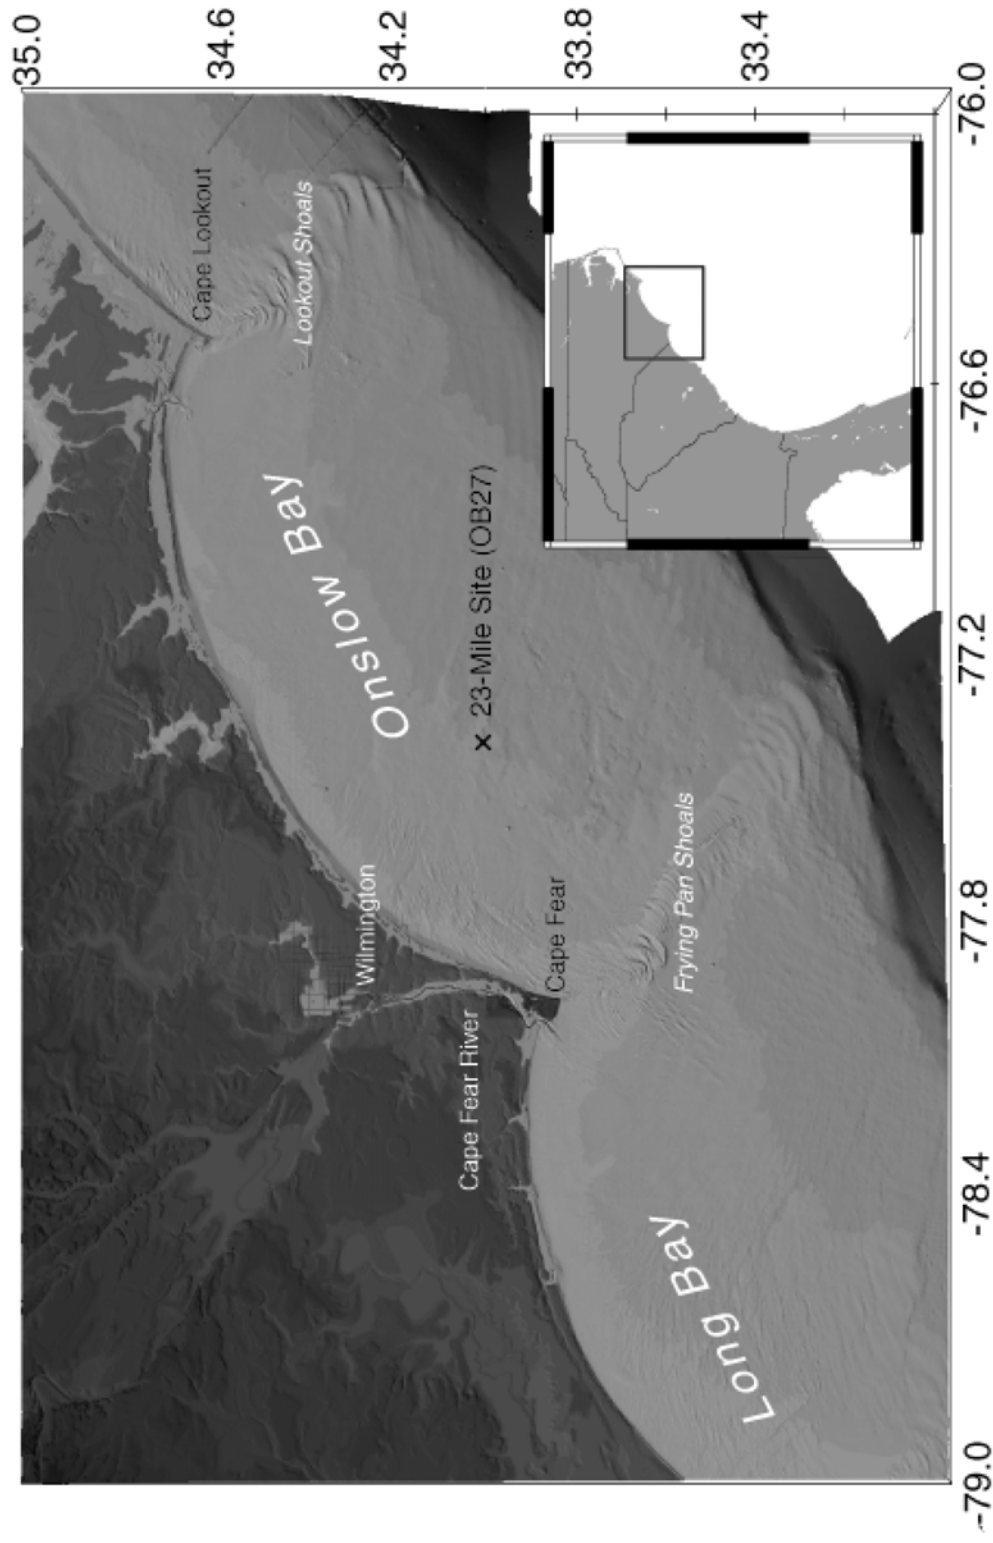 35.0
34.6
34.2
33.8
33.4
Cape Lookout
Lookout Shoals
Onslow Bay
× 23-Mile Site (OB27)
Wilmington
Cape Fear
Frying Pan Shoals
Cape Fear River
Long Bay
-79.0
-78.4
-77.8
-77.2
-76.6
-76.0